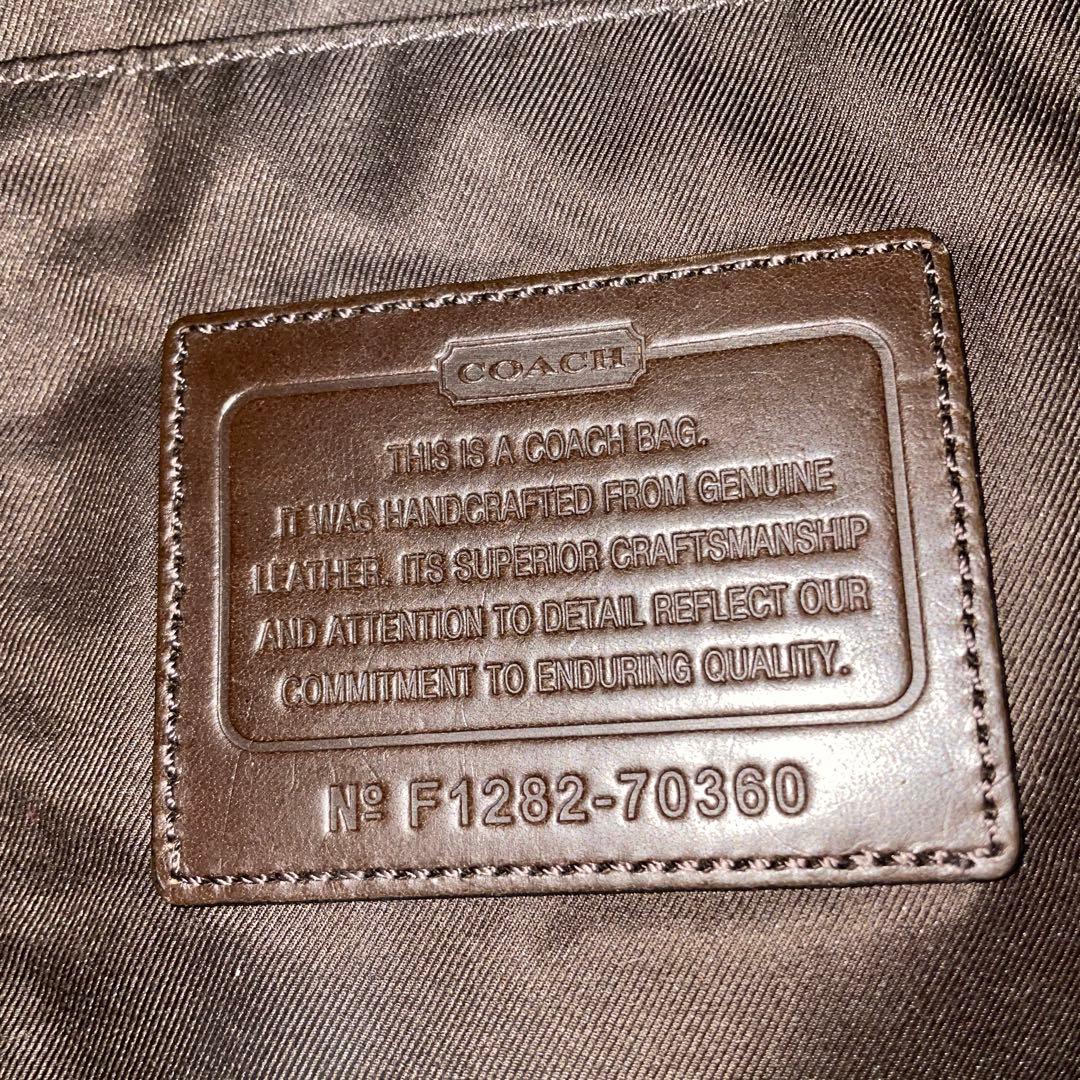 COACH
THIS IS A COACH BAG.
IT WAS HANDCRAFTED FROM GENUINE
LEATHER. ITS SUPERIOR CRAFTSMANSHIP
AND ATTENTION TO DETAIL REFLECT OUR
COMMITMENT TO ENDURING QUALITY.
Nº F1282-70360